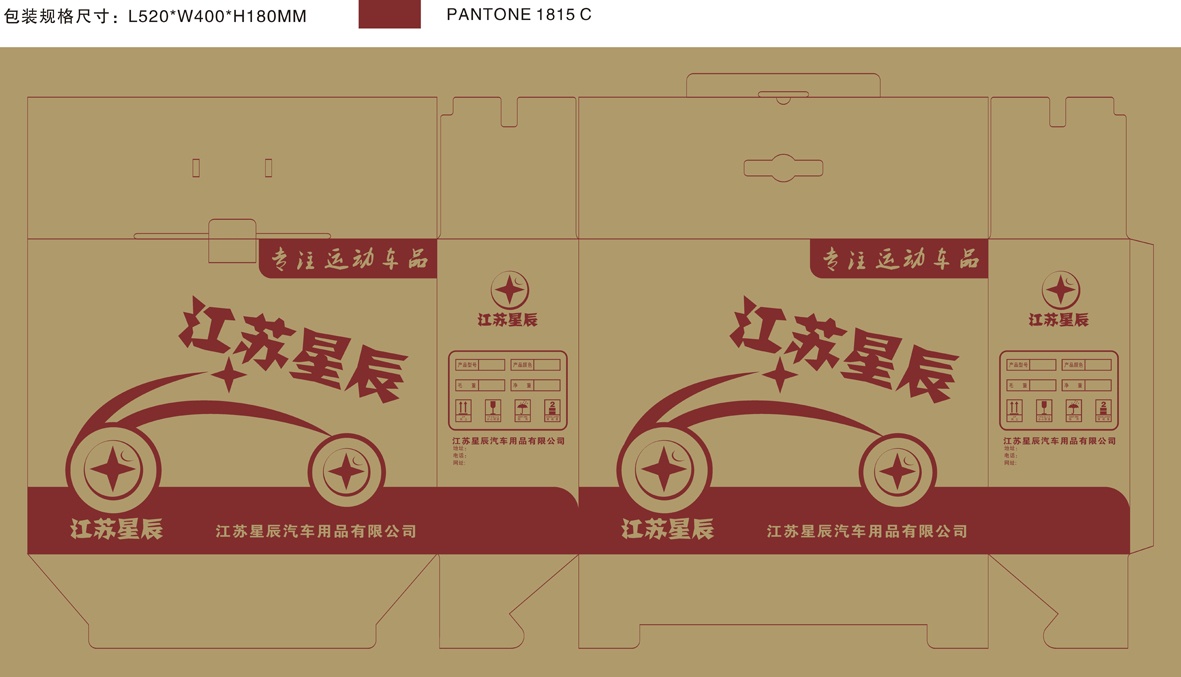 包装规格尺寸：L520*W400*H180MM
PANTONE 1815 C
专注运动车品
江苏星辰
江苏星辰
江苏星辰汽车用品有限公司
江苏星辰
产品型号
产品颜色
毛 重
净 重
2
江苏星辰汽车用品有限公司
地址：
电话：
网址：
专注运动车品
江苏星辰
江苏星辰
江苏星辰汽车用品有限公司
江苏星辰
产品型号
产品颜色
毛 重
净 重
2
江苏星辰汽车用品有限公司
地址：
电话：
网址：